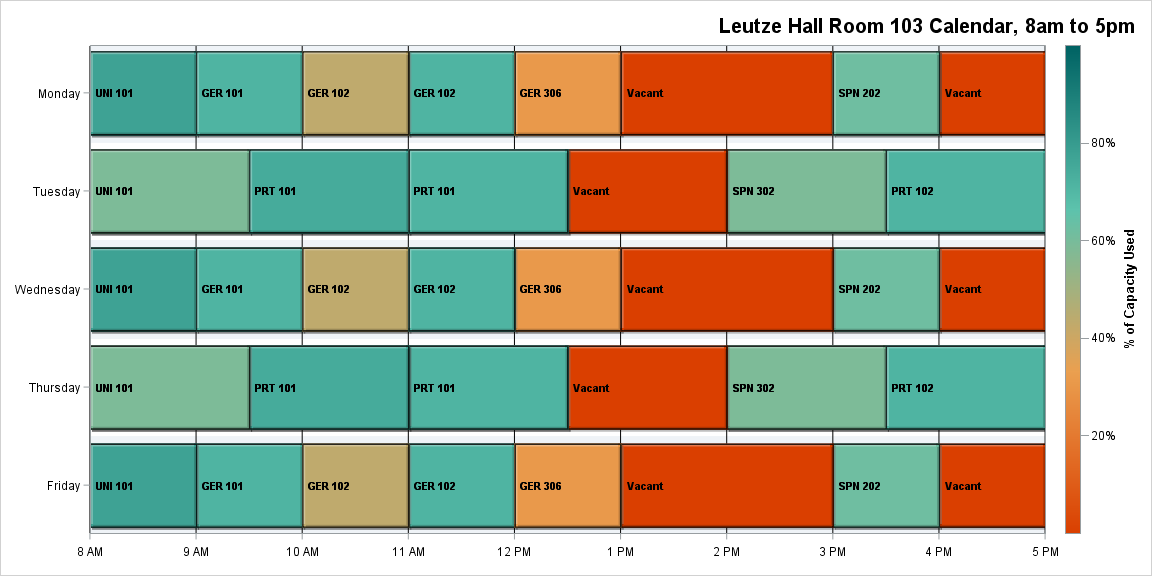 Leutze Hall Room 103 Calendar, 8am to 5pm
Monday UNI 101 GER 101 GER 102 GER 102 GER 306 Vacant SPN 202 Vacant
80%
Tuesday UNI 101 PRT 101 PRT 101 Vacant SPN 302 PRT 102
60%
% of Capacity Used
Wednesday UNI 101 GER 101 GER 102 GER 102 GER 306 Vacant SPN 202 Vacant
40%
Thursday UNI 101 PRT 101 PRT 101 Vacant SPN 302 PRT 102
20%
Friday UNI 101 GER 101 GER 102 GER 102 GER 306 Vacant SPN 202 Vacant
8 AM 9 AM 10 AM 11 AM 12 PM 1 PM 2 PM 3 PM 4 PM 5 PM